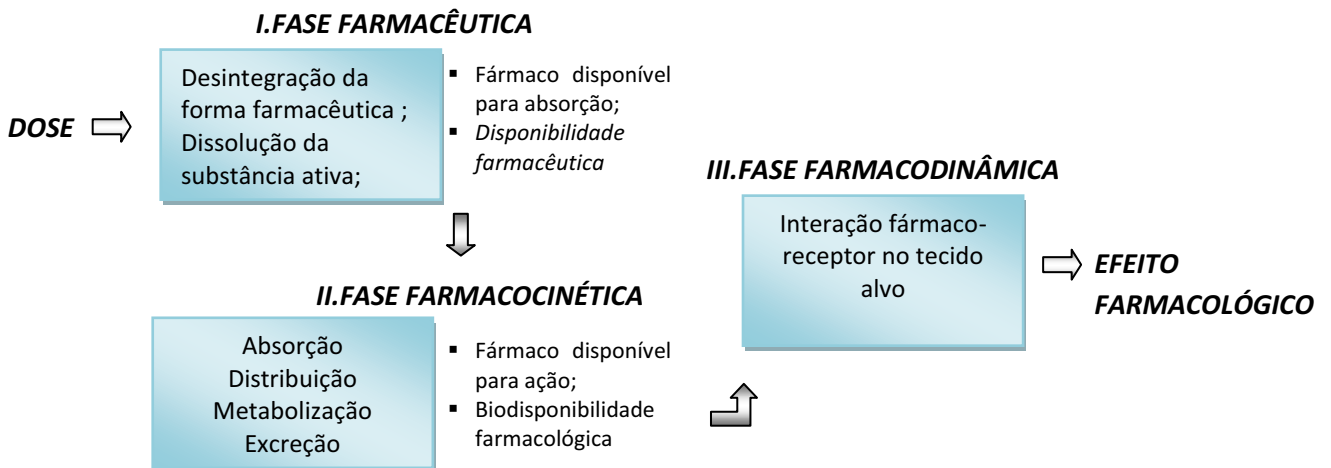 I.FASE FARMACÊUTICA
DOSE
Desintegração da
forma farmacêutica ;
Dissolução da
substância ativa;
▪ Fármaco disponível
para absorção;
▪ Disponibilidade
farmacêutica
II.FASE FARMACOCINÉTICA
Absorção
Distribuição
Metabolização
Excreção
▪ Fármaco disponível
para ação;
▪ Biodisponibilidade
farmacológica
III.FASE FARMACODINÂMICA
Interação fármaco-
receptor no tecido
alvo
EFEITO
FARMACOLÓGICO